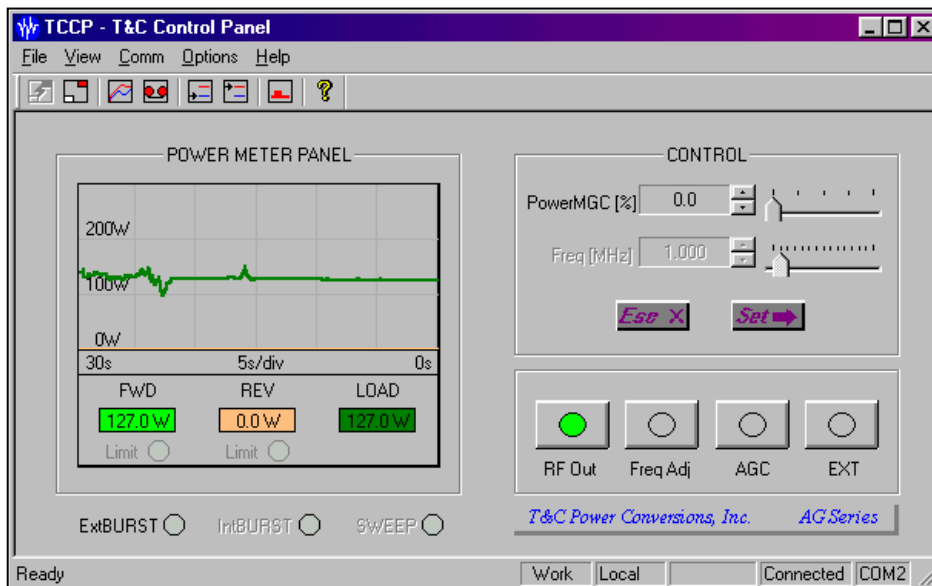 TCCP - T&C Control Panel
File View Comm Options Help
POWER METER PANEL
200W
100W
0W
30s 5s/div 0s
FWD REV LOAD
127.0 W 0.0 W 127.0 W
Limit Limit
ExtBURST IntBURST SWEEP
CONTROL
PowerMGC [%] 0.0
Freq [MHz] 1.000
Esc X Set
RF Out Freq Adj AGC EXT
T&C Power Conversions, Inc. AG Series
Ready Work Local Connected COM2